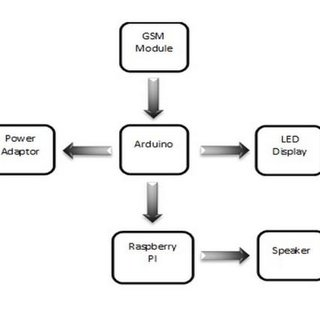 GSM
Module
Power
Adaptor
Arduino
LED
Display
Raspberry
PI
Speaker